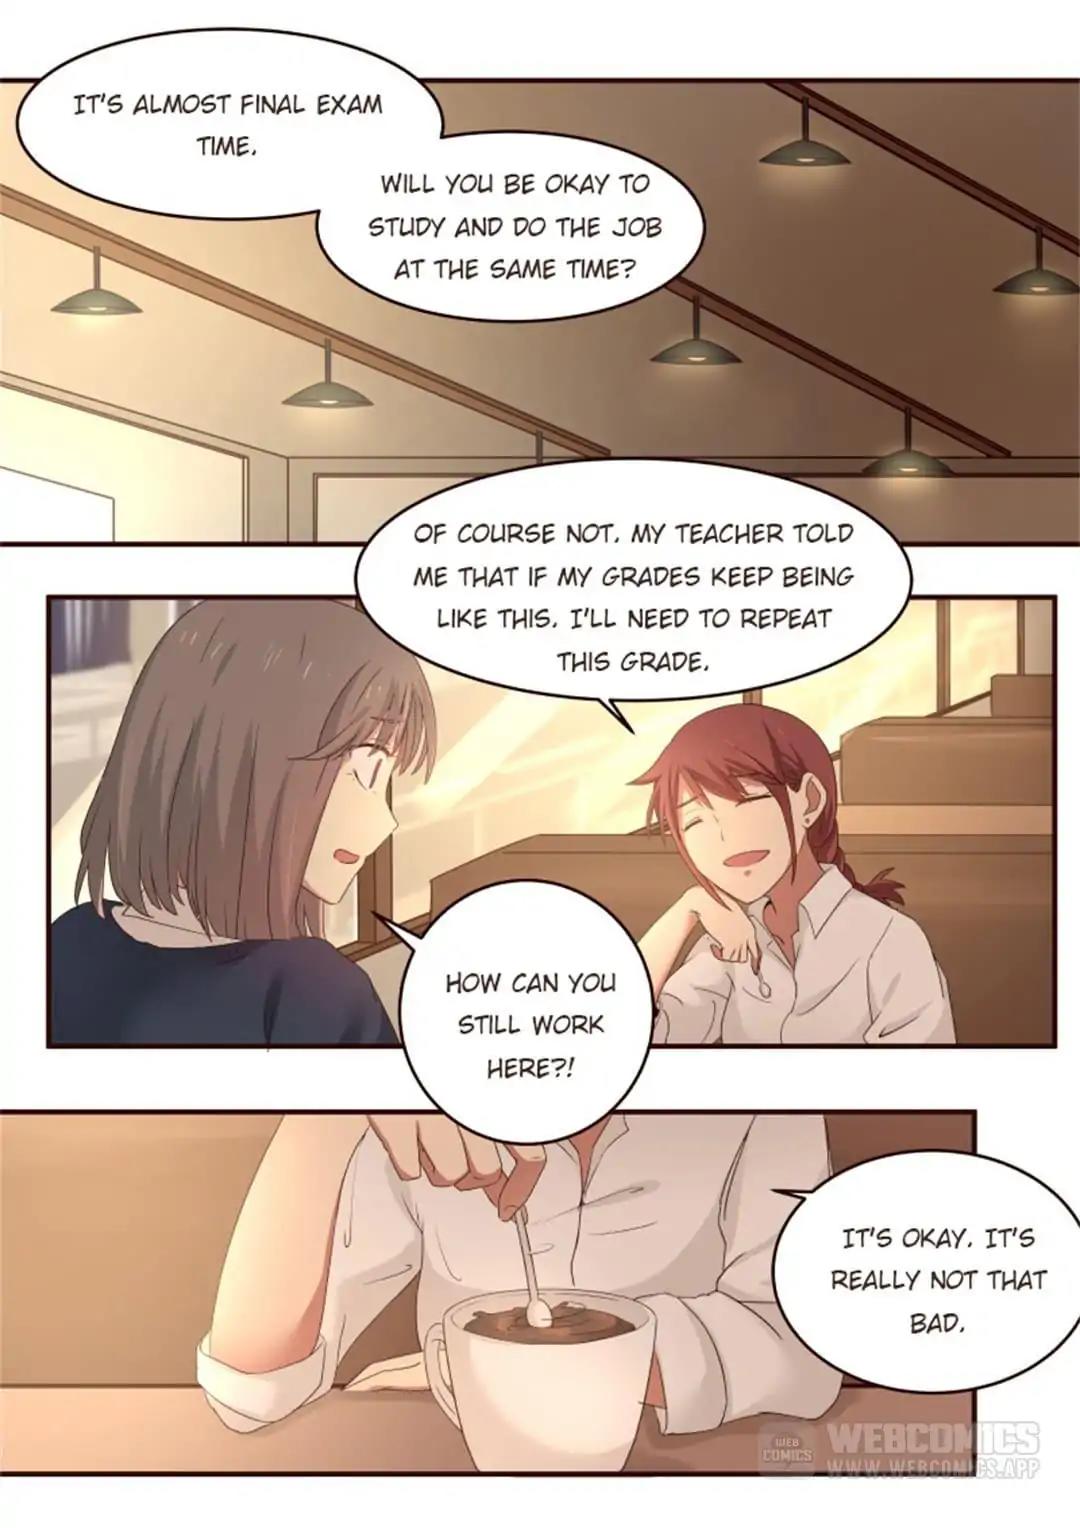 IT'S ALMOST FINAL EXAM
TIME.
WILL YOU BE OKAY TO
STUDY AND DO THE JOB
AT THE SAME TIME?
OF COURSE NOT. MY TEACHER TOLD
ME THAT IF MY GRADES KEEP BEING
LIKE THIS. I'LL NEED TO REPEAT
THIS GRADE.
HOW CAN YOU
STILL WORK
HERE?!
IT'S OKAY. IT'S
REALLY NOT THAT
BAD.
WEB
COMICS
WEBCOMICS
WWW.WEBCOMICS.APP